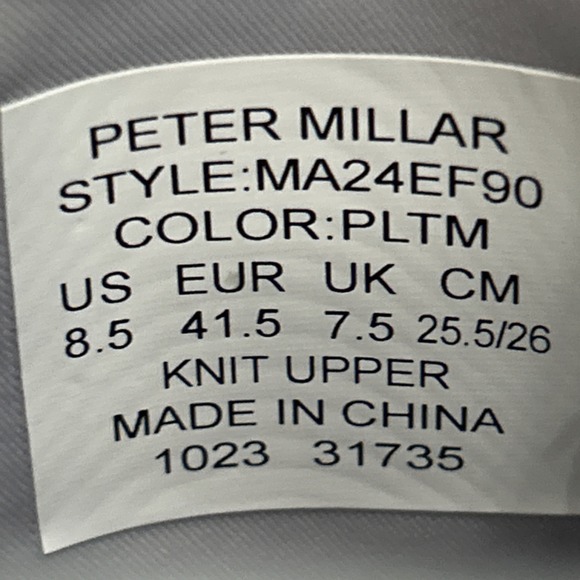 PETER MILLAR
STYLE:MA24EF90
COLOR:PLTM
US EUR UK CM
8.5 41.5 7.5 25.5/26
KNIT UPPER
MADE IN CHINA
1023 31735